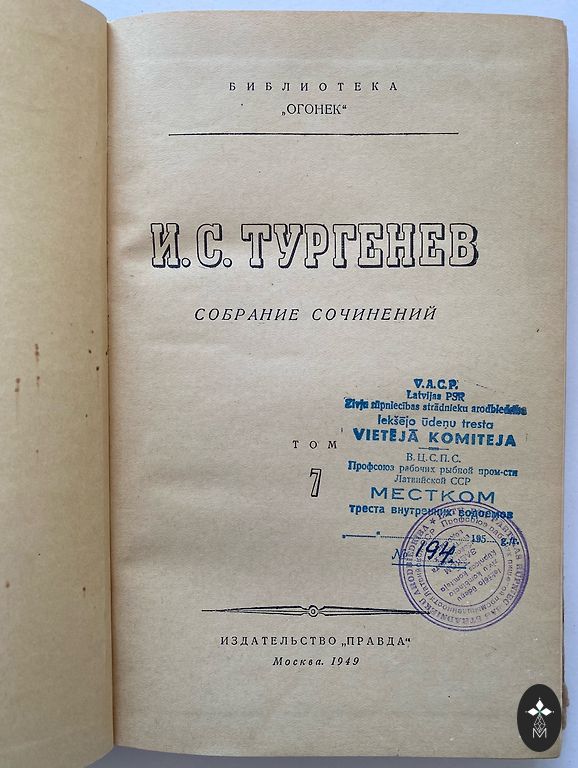 БИБЛИОТЕКА
„ОГОНЕК“
И. С. ТУРГЕНЕВ
СОБРАНИЕ СОЧИНЕНИЙ
ТОМ
7
V.A.C.P.
Latvijas PSR
Zivju rūpniecības strādnieku arodbiedrība
Iekšējo ūdeņu tresta
VIETĒJĀ KOMITEJA
В.Ц.С.П.С.
Профсоюз рабочих рыбной пром-сти
Латвийской ССР
МЕСТКОМ
треста внутренних водоемов
195 г.
№ 194.
ИЗДАТЕЛЬСТВО „ПРАВДА“
Москва. 1949
M